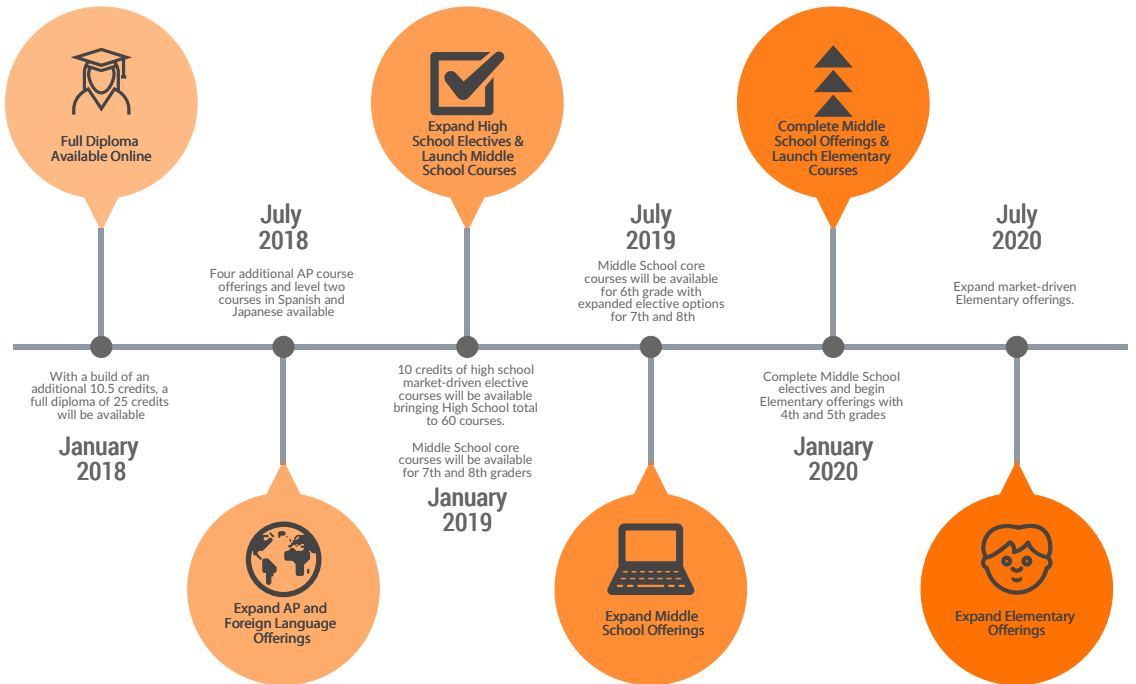 Full Diploma
Available Online
With a build of an
additional 10.5 credits, a
full diploma of 25 credits
will be available
January
2018
July
2018
Four additional AP course
offerings and level two
courses in Spanish and
Japanese available
Expand AP and
Foreign Language
Offerings
Expand High
School Electives &
Launch Middle
School Courses
10 credits of high school
market-driven elective
courses will be available
bringing High School total
to 60 courses.
Middle School core
courses will be available
for 7th and 8th graders
January
2019
July
2019
Middle School core
courses will be available
for 6th grade with
expanded elective options
for 7th and 8th
Expand Middle
School Offerings
Complete Middle
School Offerings &
Launch Elementary
Courses
Complete Middle School
electives and begin
Elementary offerings with
4th and 5th grades
January
2020
July
2020
Expand market-driven
Elementary offerings.
Expand Elementary
Offerings